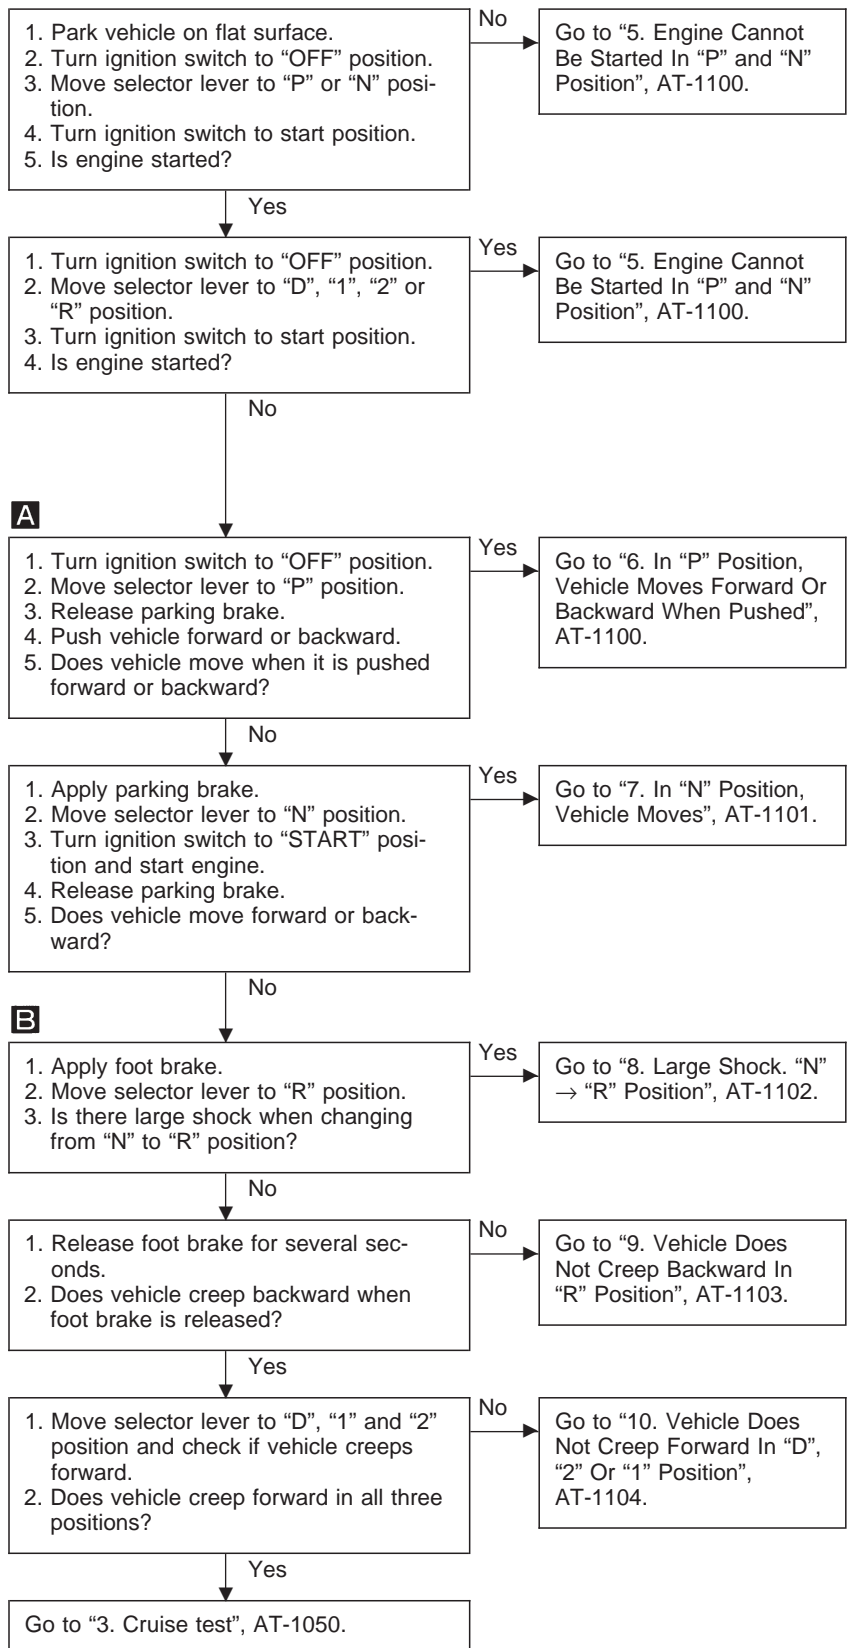 1. Park vehicle on flat surface.
2. Turn ignition switch to “OFF” position.
3. Move selector lever to “P” or “N” posi-
tion.
4. Turn ignition switch to start position.
5. Is engine started?
No
Go to “5. Engine Cannot
Be Started In “P” and “N”
Position”, AT-1100.
Yes
1. Turn ignition switch to “OFF” position.
2. Move selector lever to “D”, “1”, “2” or
“R” position.
3. Turn ignition switch to start position.
4. Is engine started?
Yes
Go to “5. Engine Cannot
Be Started In “P” and “N”
Position”, AT-1100.
No
A
1. Turn ignition switch to “OFF” position.
2. Move selector lever to “P” position.
3. Release parking brake.
4. Push vehicle forward or backward.
5. Does vehicle move when it is pushed
forward or backward?
Yes
Go to “6. In “P” Position,
Vehicle Moves Forward Or
Backward When Pushed”,
AT-1100.
No
1. Apply parking brake.
2. Move selector lever to “N” position.
3. Turn ignition switch to “START” posi-
tion and start engine.
4. Release parking brake.
5. Does vehicle move forward or back-
ward?
Yes
Go to “7. In “N” Position,
Vehicle Moves”, AT-1101.
No
B
1. Apply foot brake.
2. Move selector lever to “R” position.
3. Is there large shock when changing
from “N” to “R” position?
Yes
Go to “8. Large Shock. “N”
→ “R” Position”, AT-1102.
No
1. Release foot brake for several sec-
onds.
2. Does vehicle creep backward when
foot brake is released?
No
Go to “9. Vehicle Does
Not Creep Backward In
“R” Position”, AT-1103.
Yes
1. Move selector lever to “D”, “1” and “2”
position and check if vehicle creeps
forward.
2. Does vehicle creep forward in all three
positions?
No
Go to “10. Vehicle Does
Not Creep Forward In “D”,
“2” Or “1” Position”,
AT-1104.
Yes
Go to “3. Cruise test”, AT-1050.